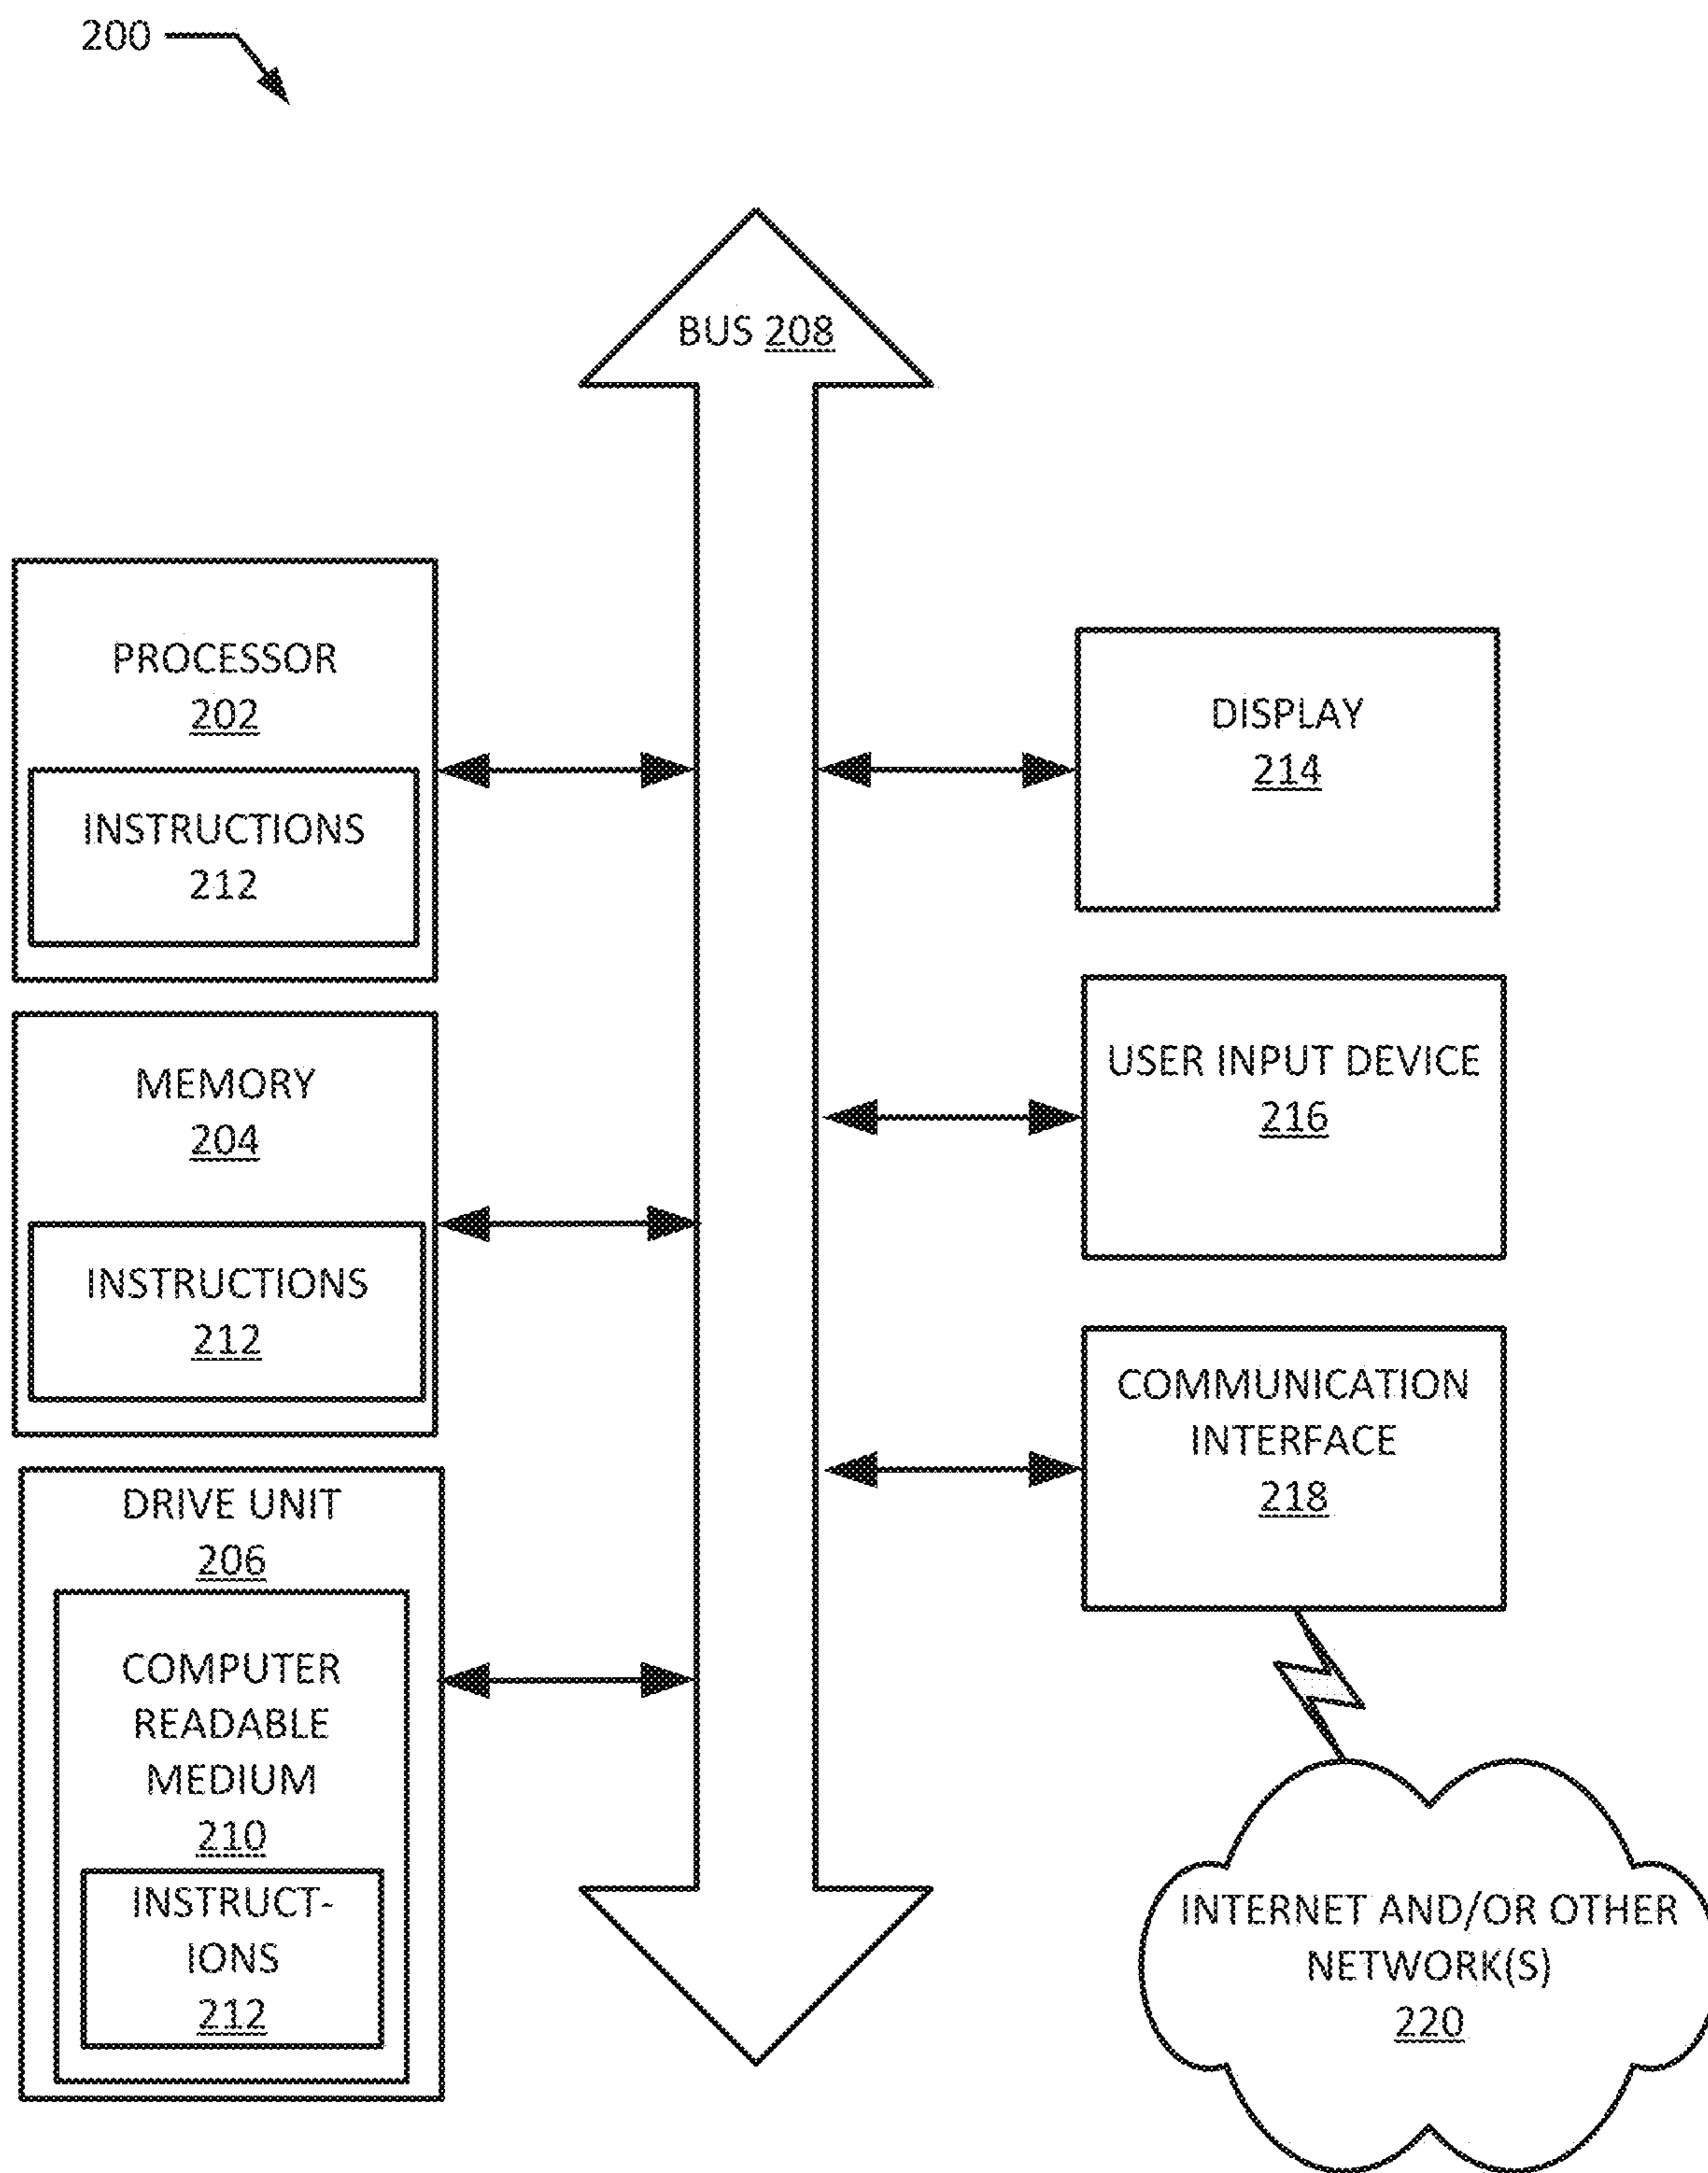 200
BUS 208
PROCESSOR
202
INSTRUCTIONS
212
MEMORY
204
INSTRUCTIONS
212
DRIVE UNIT
206
COMPUTER
READABLE
MEDIUM
210
INSTRUCT-
IONS
212
DISPLAY
214
USER INPUT DEVICE
216
COMMUNICATION
INTERFACE
218
INTERNET AND/OR OTHER
NETWORK(S)
220